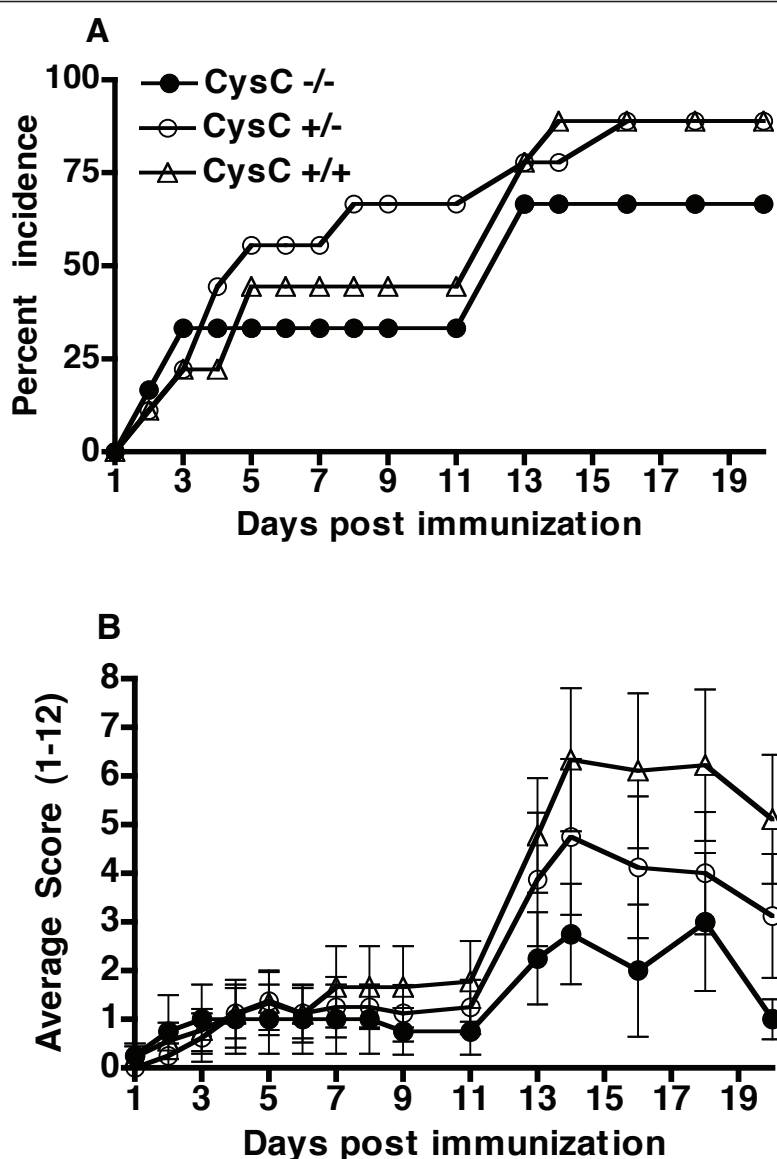 A
100
CysC -/-
CysC +/-
CysC +/+
75
50
25
0
Percent incidence
1 3 5 7 9 11 13 15 17 19
Days post immunization
B
8
7
6
5
4
3
2
1
0
Average Score (1-12)
1 3 5 7 9 11 13 15 17 19
Days post immunization